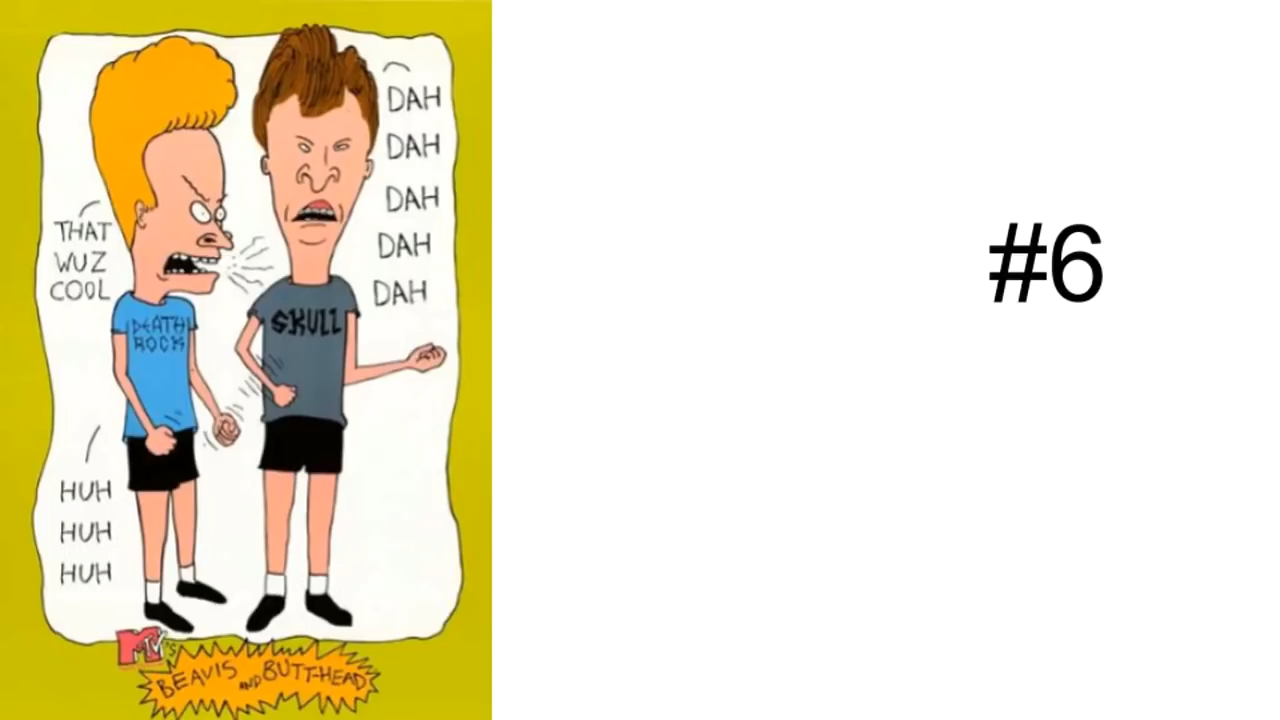 THAT
WUZ
COOL
DAH
DAH
DAH
DAH
DAH
DEATH
ROCK
SKULL
HUH
HUH
HUH
MTV's
BEAVIS AND BUTT-HEAD
#6